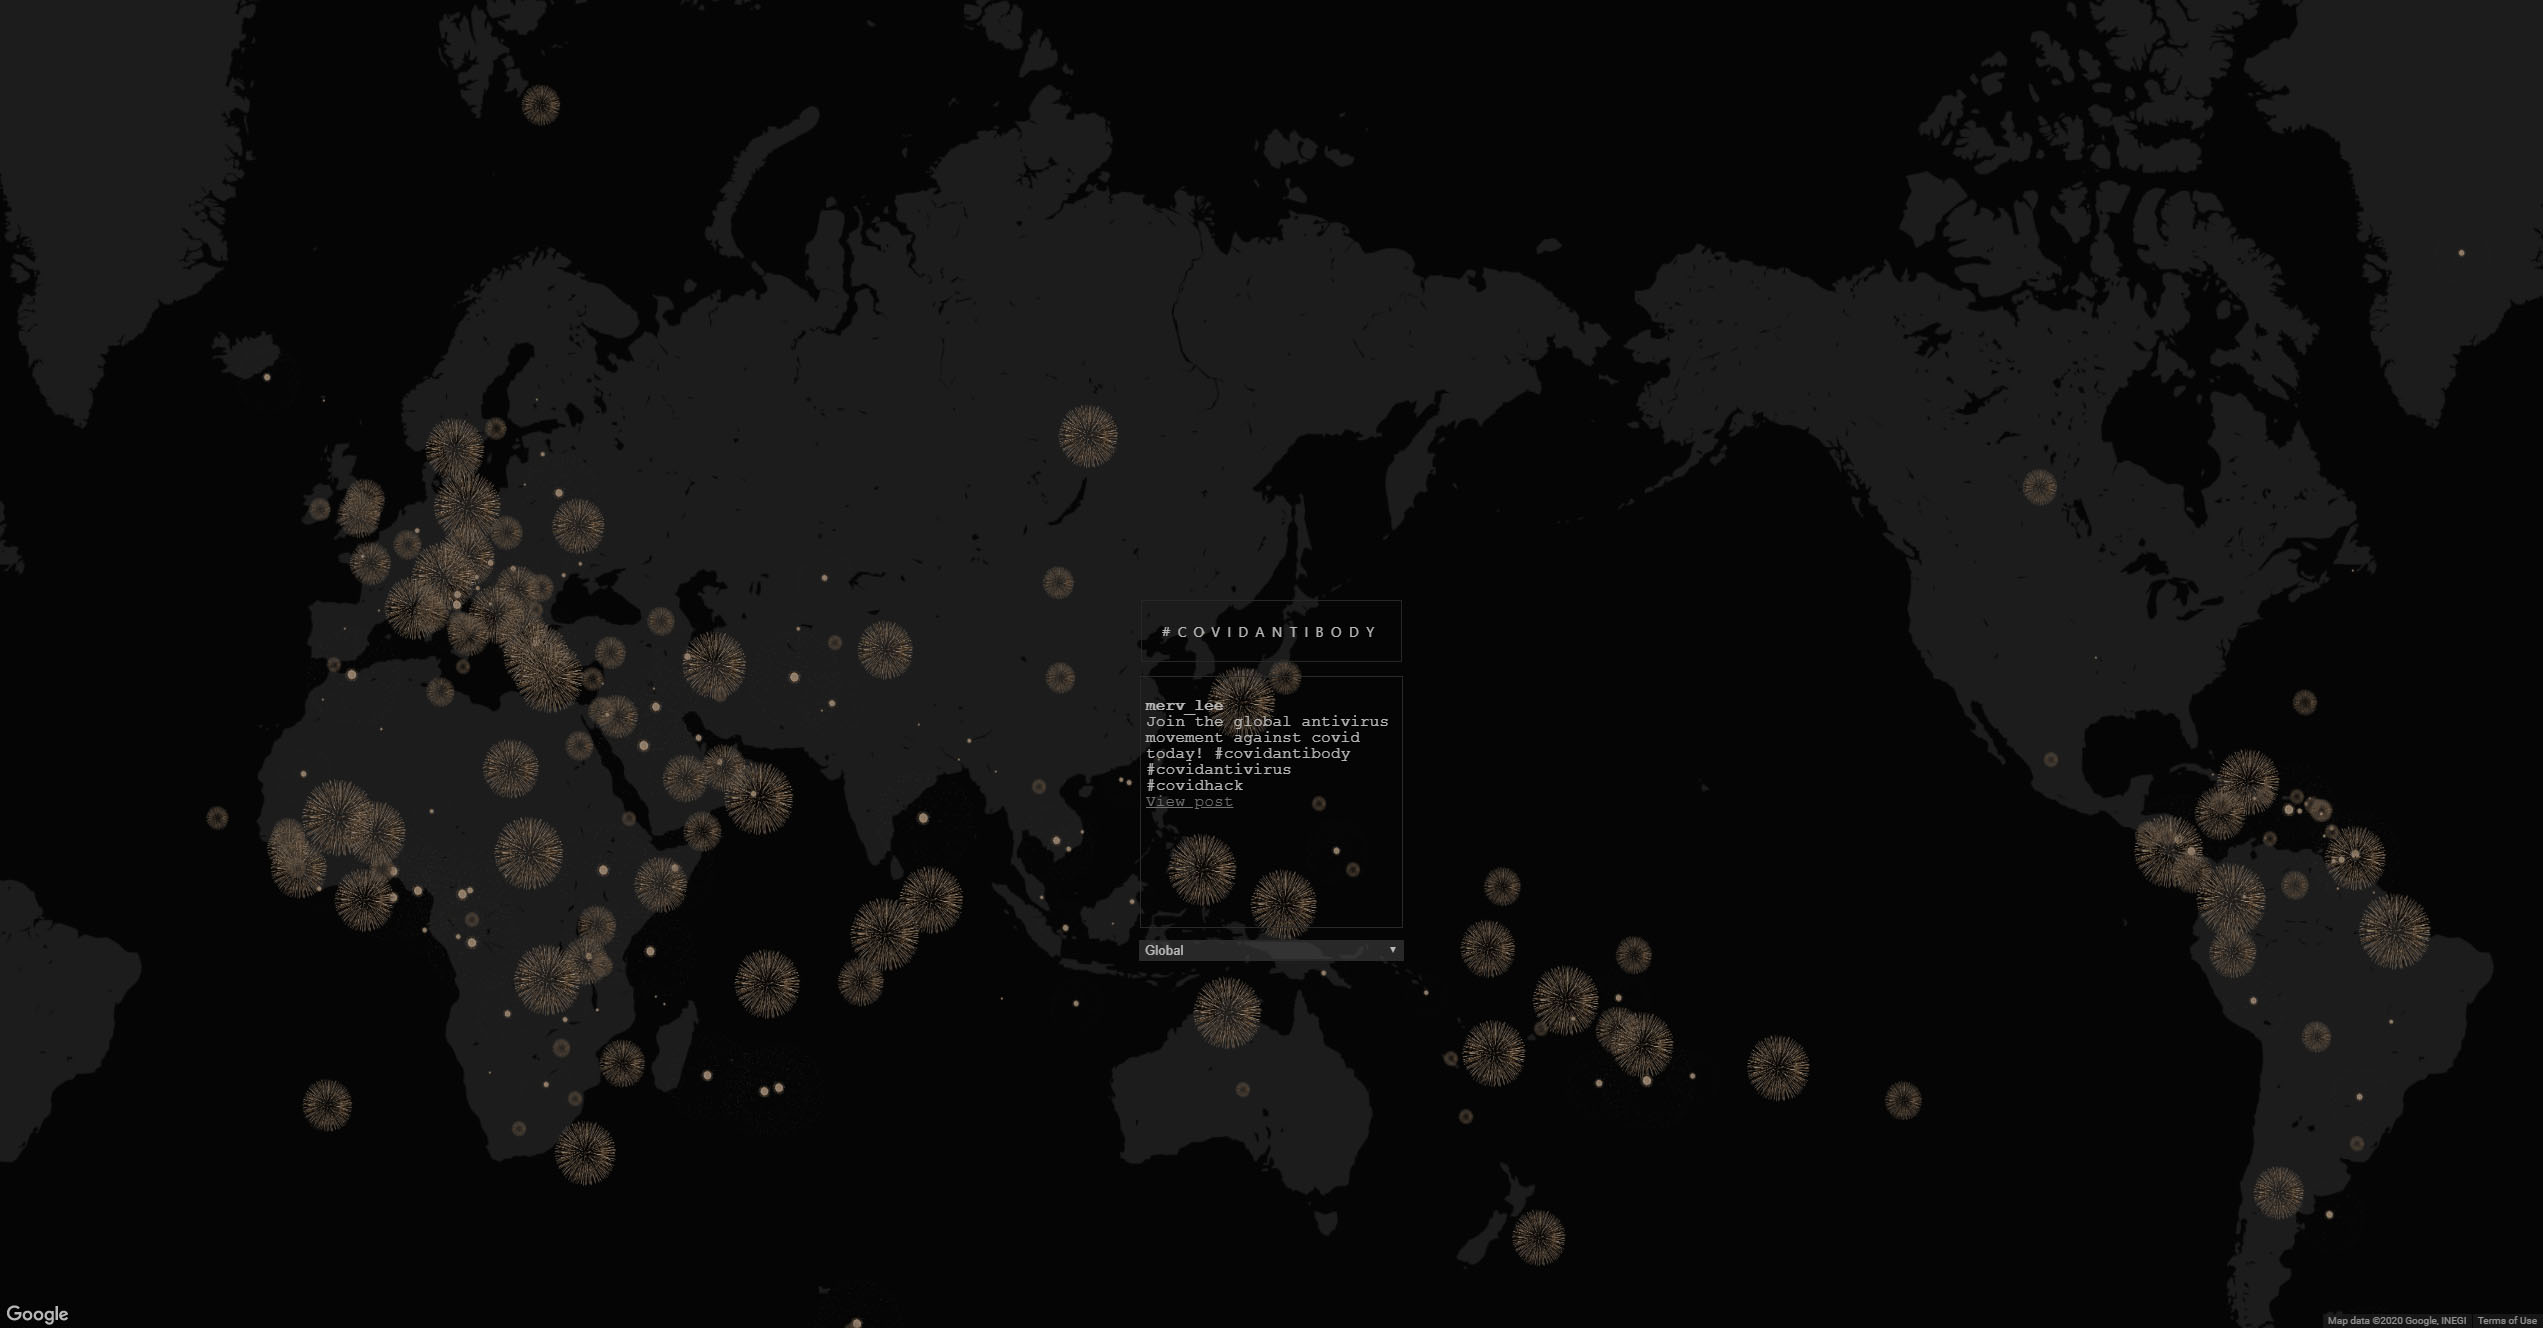 #COVIDANTIBODY
merv_lee
Join the global antivirus
movement against covid
today! #covidantibody
#covidantivirus
#covidhack
View post
Global
Google
Map data ©2020 Google, INEGI Terms of Use